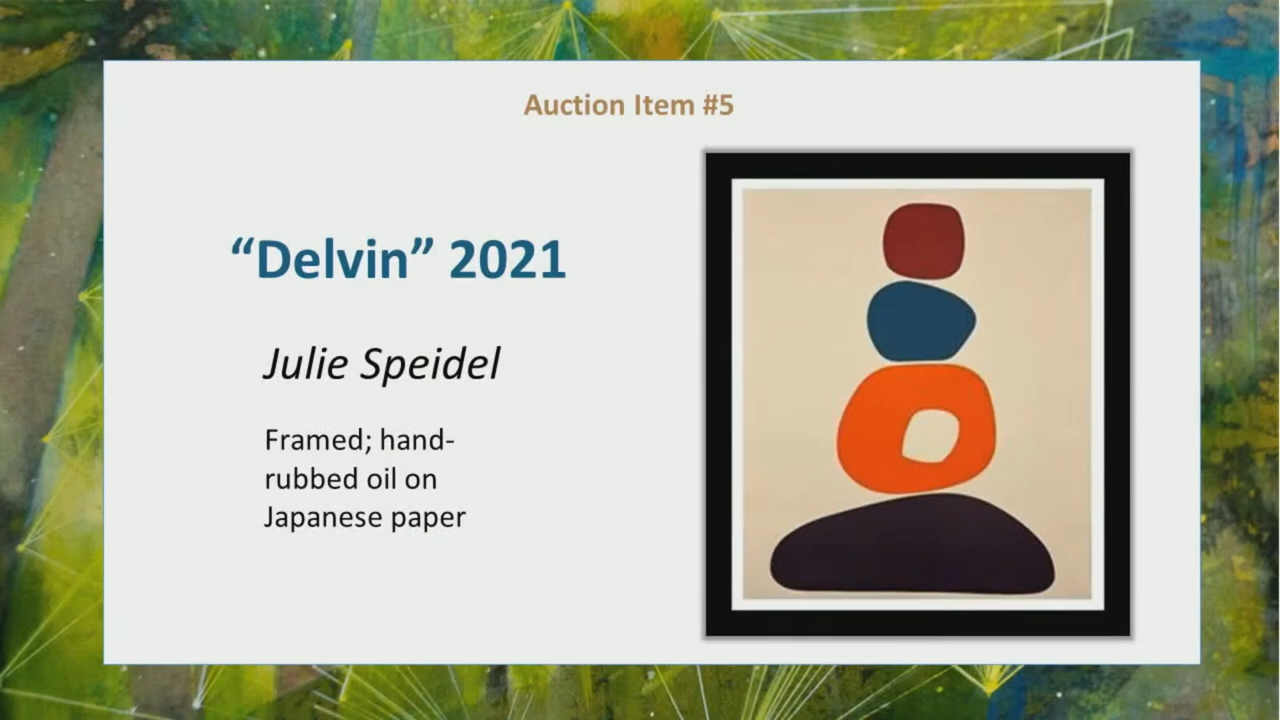 Auction Item #5
“Delvin” 2021
Julie Speidel
Framed; hand-
rubbed oil on
Japanese paper